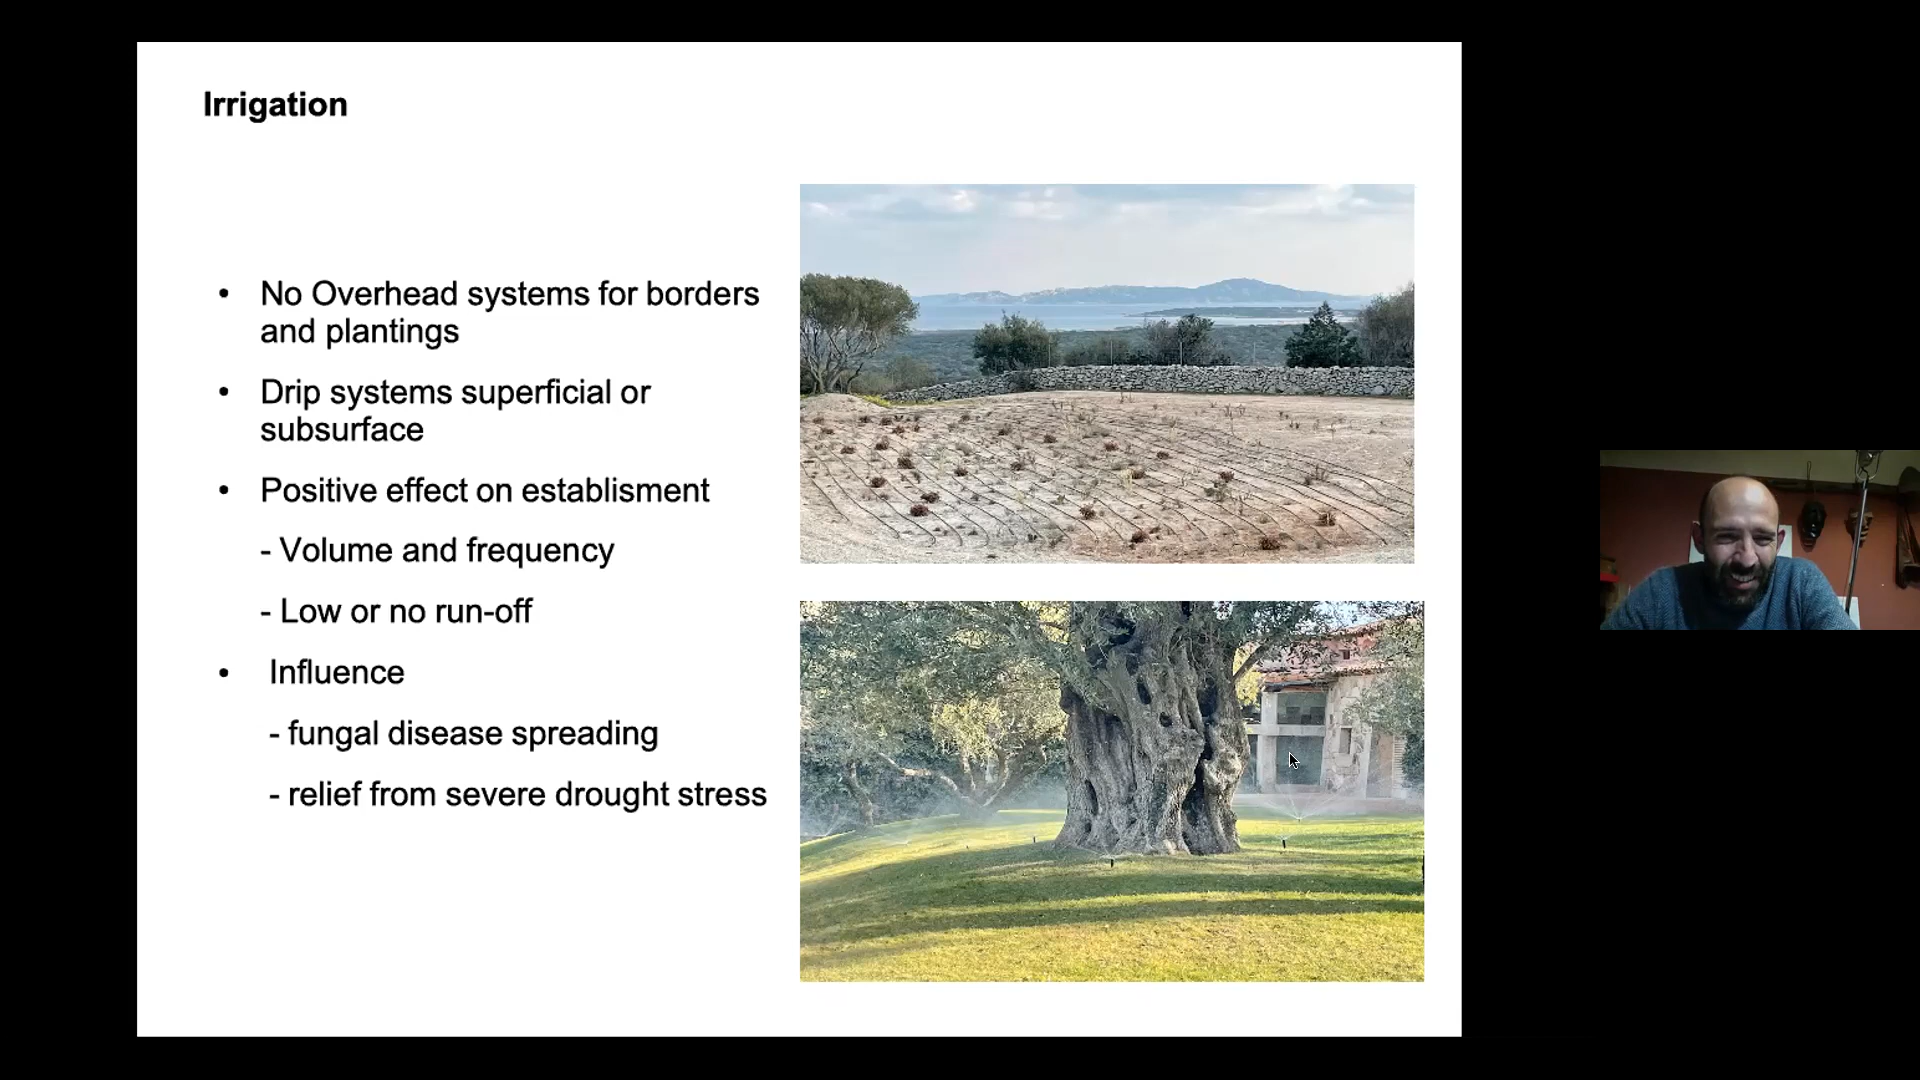 Irrigation
• No Overhead systems for borders
and plantings
• Drip systems superficial or
subsurface
• Positive effect on establisment
- Volume and frequency
- Low or no run-off
• Influence
- fungal disease spreading
- relief from severe drought stress